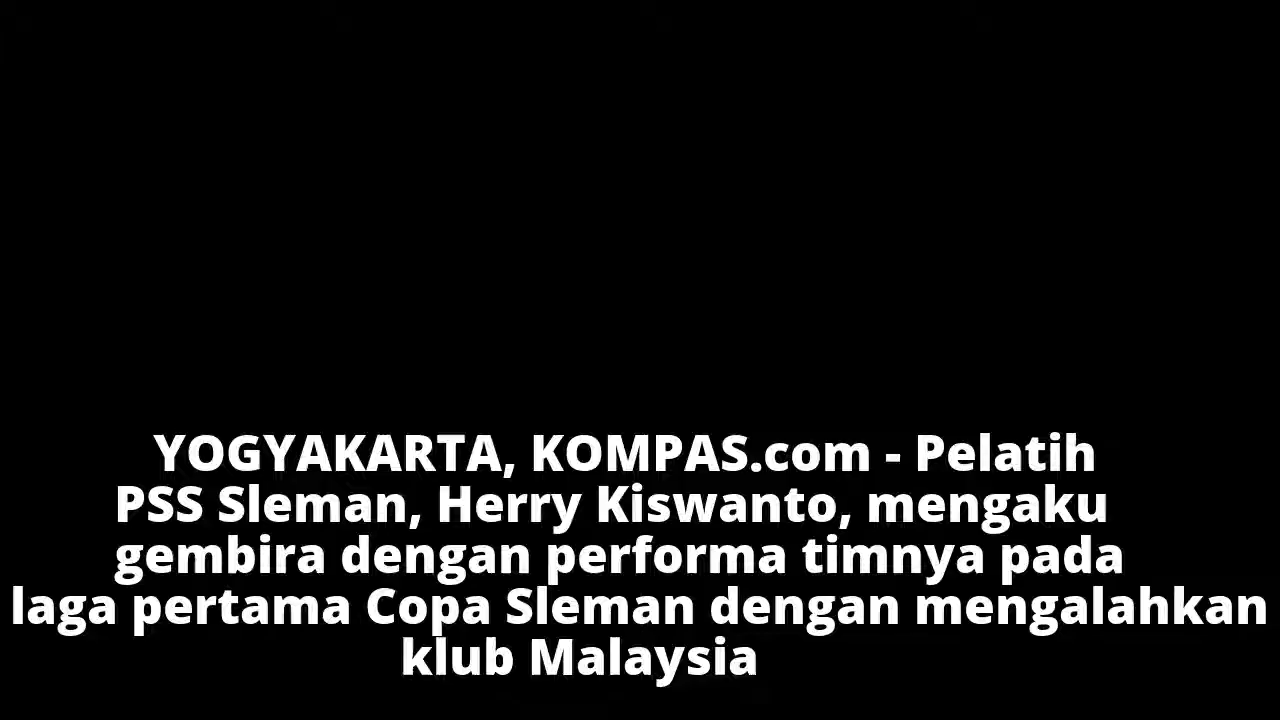 YOGYAKARTA, KOMPAS.com - Pelatih
PSS Sleman, Herry Kiswanto, mengaku
gembira dengan performa timnya pada
laga pertama Copa Sleman dengan mengalahkan
klub Malaysia